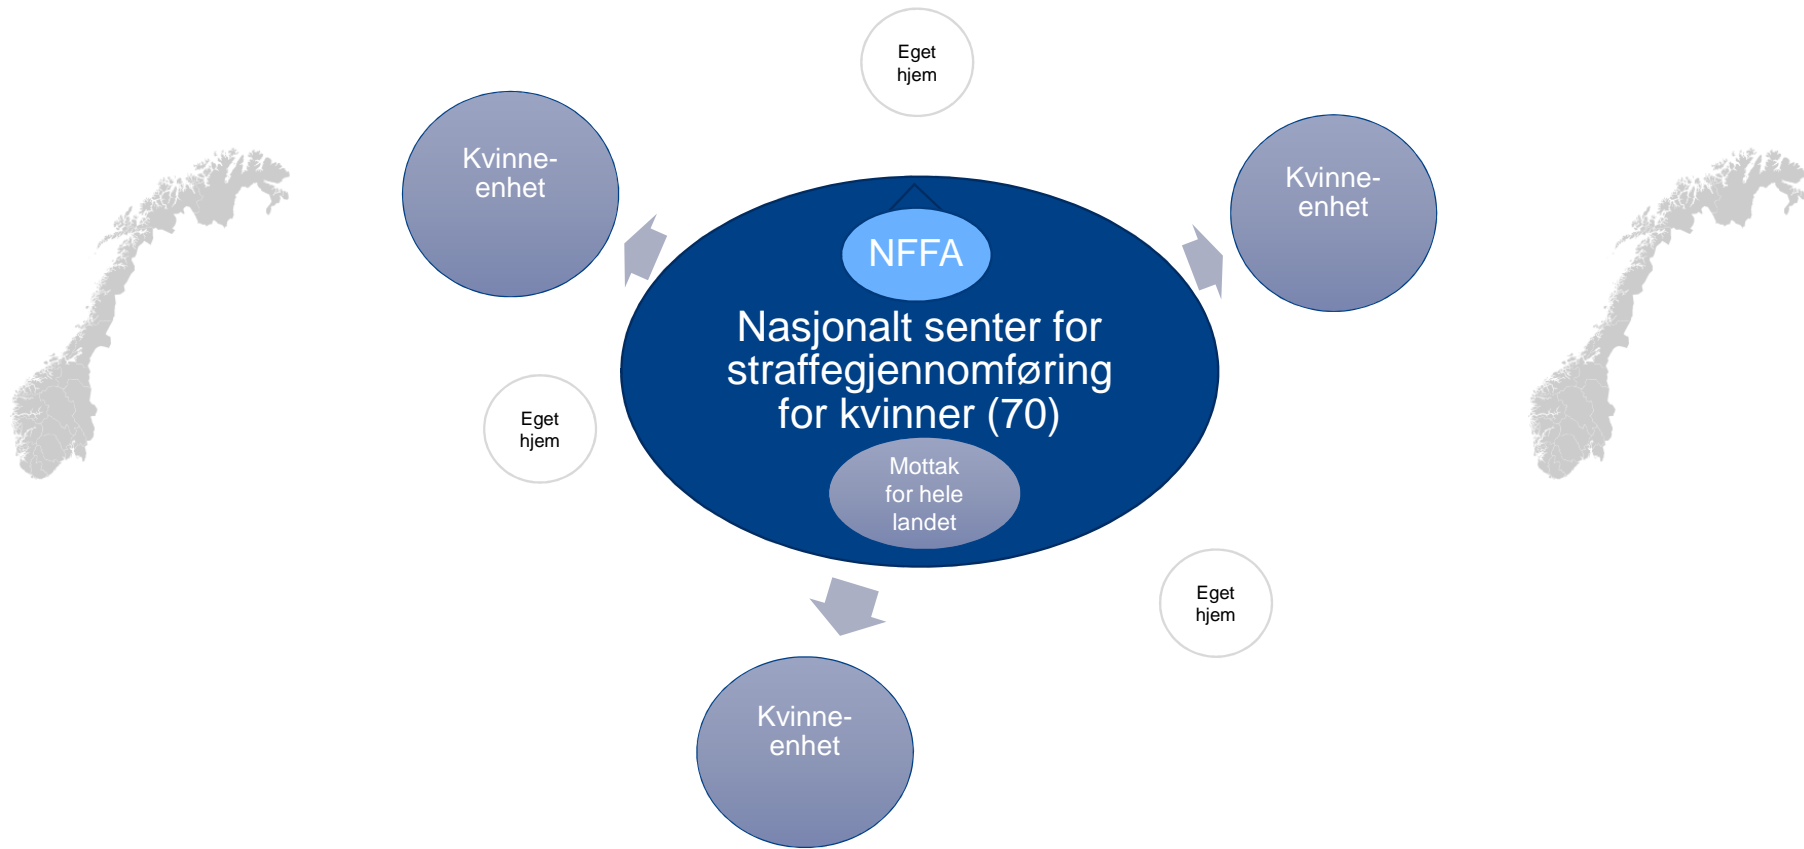 Eget
hjem
Kvinne-
enhet
Kvinne-
enhet
NFFA
Nasjonalt senter for
straffegjennomføring
for kvinner (70)
Eget
hjem
Mottak
for hele
landet
Eget
hjem
Kvinne-
enhet